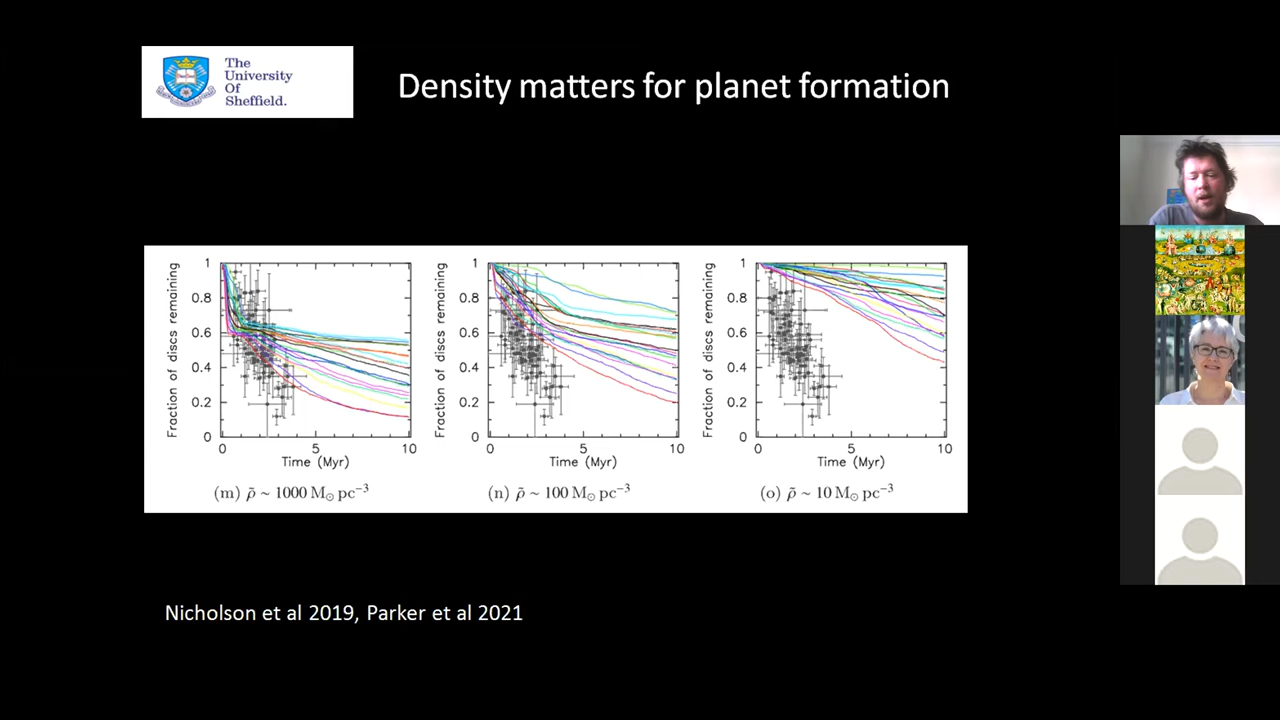 The
University
Of
Sheffield.
Density matters for planet formation
Fraction of discs remaining
1
0.8
0.6
0.4
0.2
0
0
5
10
Time (Myr)
(m) ρ̃ ~ 1000 M⊙ pc⁻³
Fraction of discs remaining
1
0.8
0.6
0.4
0.2
0
0
5
10
Time (Myr)
(n) ρ̃ ~ 100 M⊙ pc⁻³
Fraction of discs remaining
1
0.8
0.6
0.4
0.2
0
0
5
10
Time (Myr)
(o) ρ̃ ~ 10 M⊙ pc⁻³
Nicholson et al 2019, Parker et al 2021